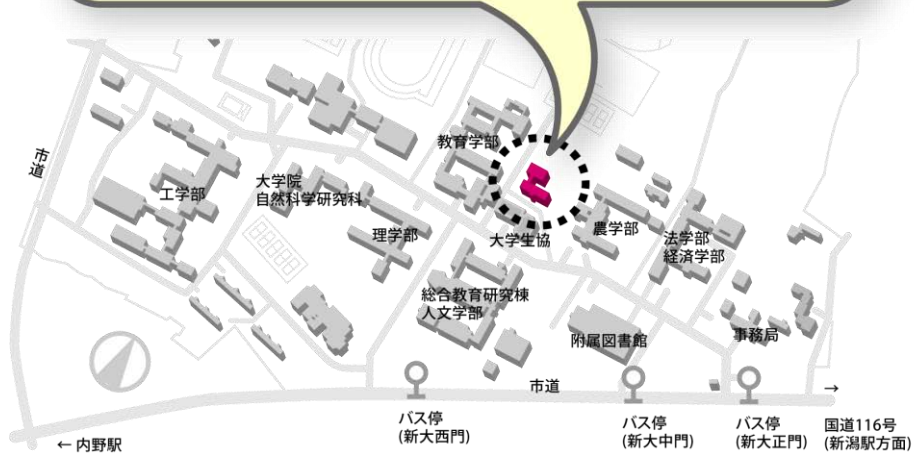 教育学部
市道
工学部
大学院
自然科学研究科
理学部
大学生協
農学部
法学部
経済学部
総合教育研究棟
人文学部
附属図書館
事務局
市道
→
バス停
(新大西門)
バス停
(新大中門)
バス停
(新大正門)
国道116号
(新潟駅方面)
← 内野駅